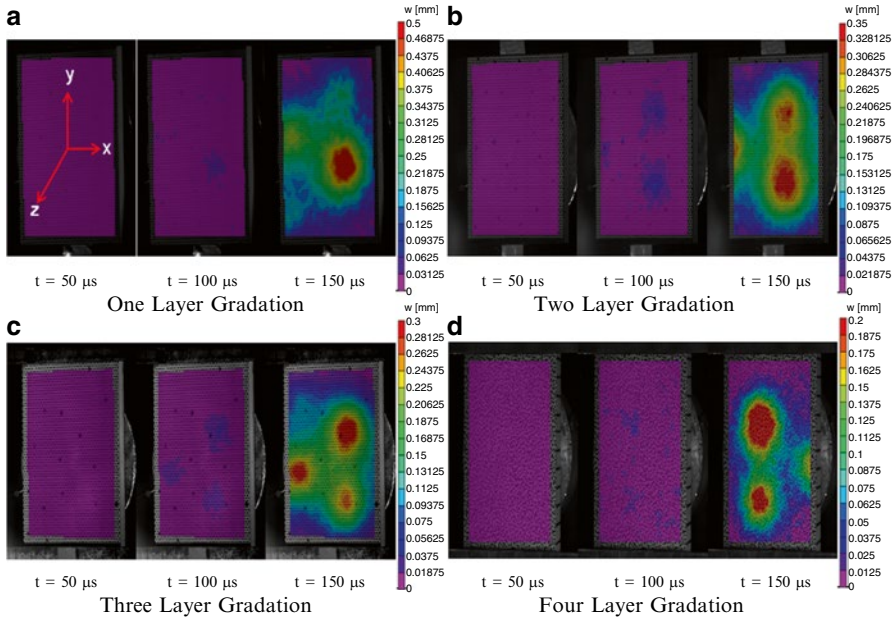 a
w [mm]
0.5
0.46875
0.4375
0.40625
0.375
0.34375
0.3125
0.28125
0.25
0.21875
0.1875
0.15625
0.125
0.09375
0.0625
0.03125
0
y
x
z
t = 50 µs
t = 100 µs
t = 150 µs
One Layer Gradation
b
w [mm]
0.35
0.328125
0.30625
0.284375
0.2625
0.240625
0.21875
0.196875
0.175
0.153125
0.13125
0.109375
0.0875
0.065625
0.04375
0.021875
0
t = 50 µs
t = 100 µs
t = 150 µs
Two Layer Gradation
c
w [mm]
0.3
0.28125
0.2625
0.24375
0.225
0.20625
0.1875
0.16875
0.15
0.13125
0.1125
0.09375
0.075
0.05625
0.0375
0.01875
0
t = 50 µs
t = 100 µs
t = 150 µs
Three Layer Gradation
d
w [mm]
0.2
0.1875
0.175
0.1625
0.15
0.1375
0.125
0.1125
0.1
0.0875
0.075
0.0625
0.05
0.0375
0.025
0.0125
0
t = 50 µs
t = 100 µs
t = 150 µs
Four Layer Gradation